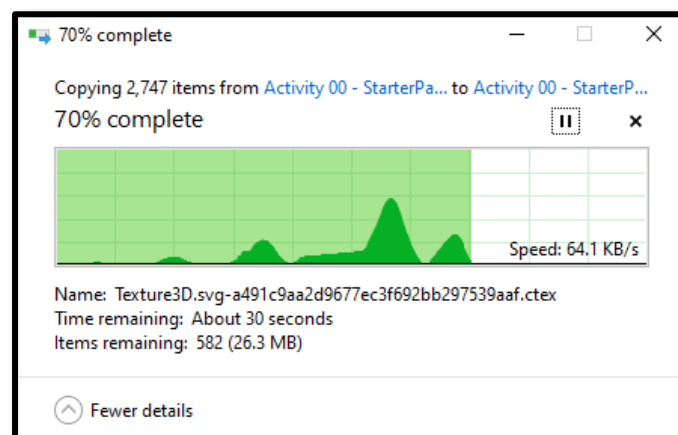 70% complete
Copying 2,747 items from Activity 00 - StarterPa... to Activity 00 - StarterP...
70% complete
Speed: 64.1 KB/s
Name: Texture3D.svg-a491c9aa2d9677ec3f692bb297539aaf.ctex
Time remaining: About 30 seconds
Items remaining: 582 (26.3 MB)
Fewer details